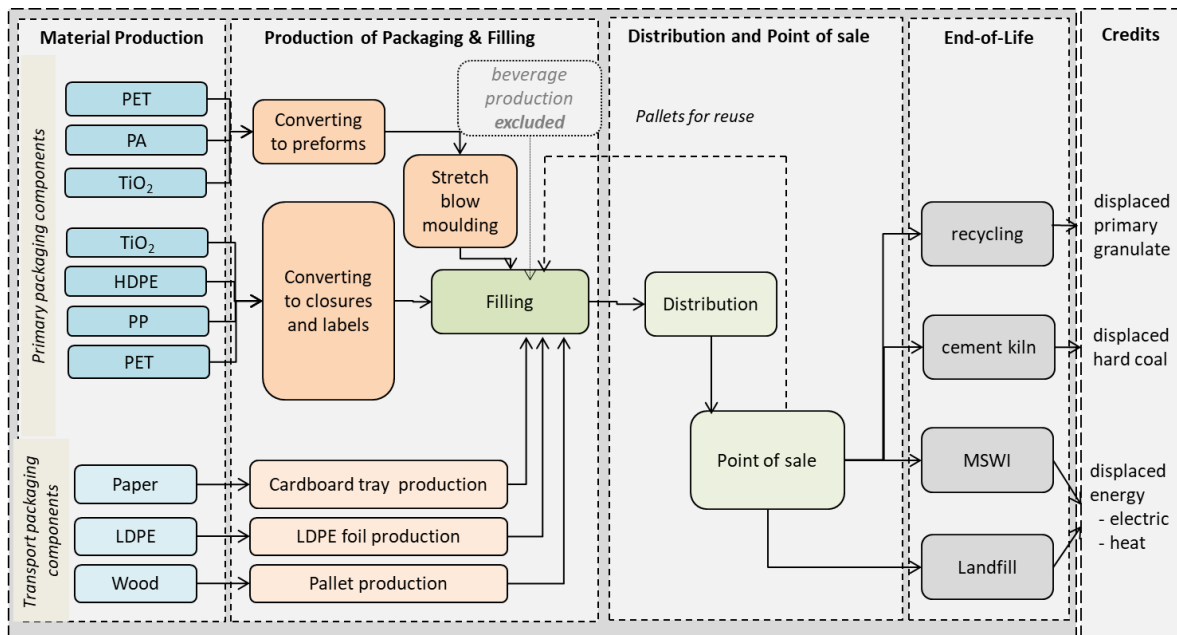 Material Production
Production of Packaging & Filling
Distribution and Point of sale
End-of-Life
Credits
Primary packaging components
PET
PA
TiO₂
TiO₂
HDPE
PP
PET
Converting
to preforms
beverage
production
excluded
Stretch
blow
moulding
Converting
to closures
and labels
Filling
Pallets for reuse
Distribution
Point of sale
recycling
cement kiln
MSWI
Landfill
displaced
primary
granulate
displaced
hard coal
displaced
energy
- electric
- heat
Transport packaging
components
Paper
LDPE
Wood
Cardboard tray production
LDPE foil production
Pallet production